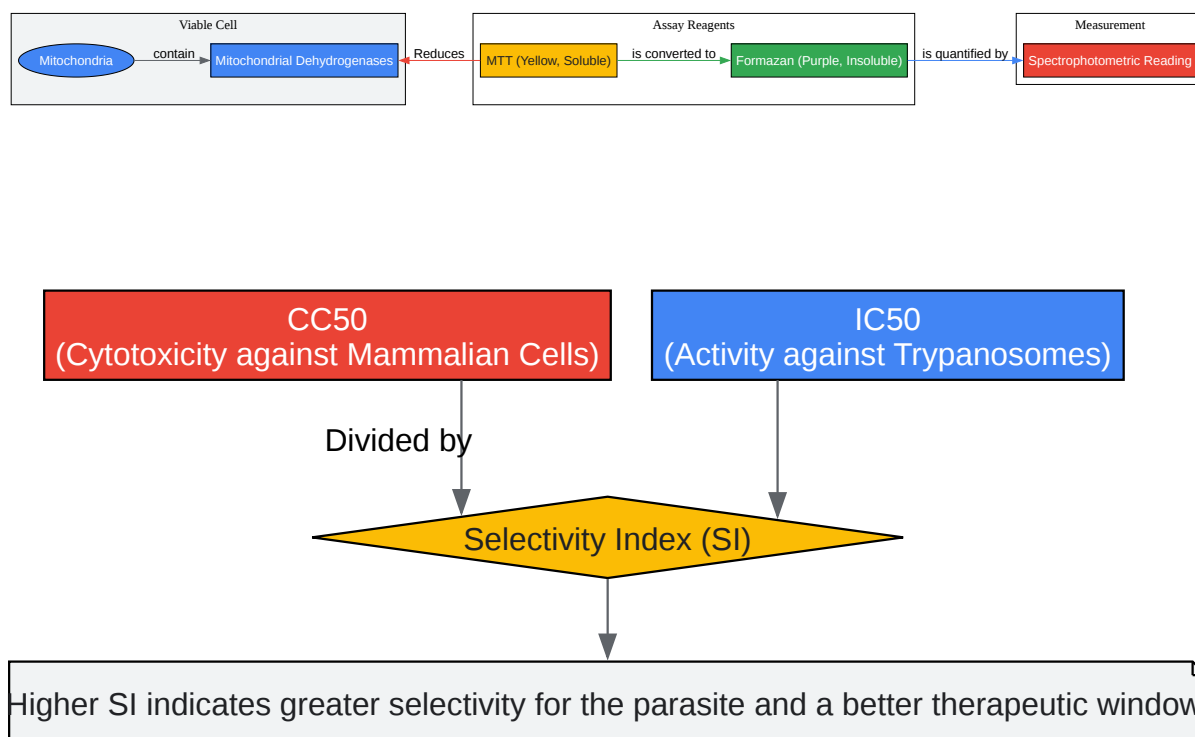 Viable Cell
Assay Reagents
Measurement
Mitochondria
contain
Mitochondrial Dehydrogenases
Reduces
MTT (Yellow, Soluble)
is converted to
Formazan (Purple, Insoluble)
is quantified by
Spectrophotometric Reading
CC50
(Cytotoxicity against Mammalian Cells)
IC50
(Activity against Trypanosomes)
Divided by
Selectivity Index (SI)
Higher SI indicates greater selectivity for the parasite and a better therapeutic window